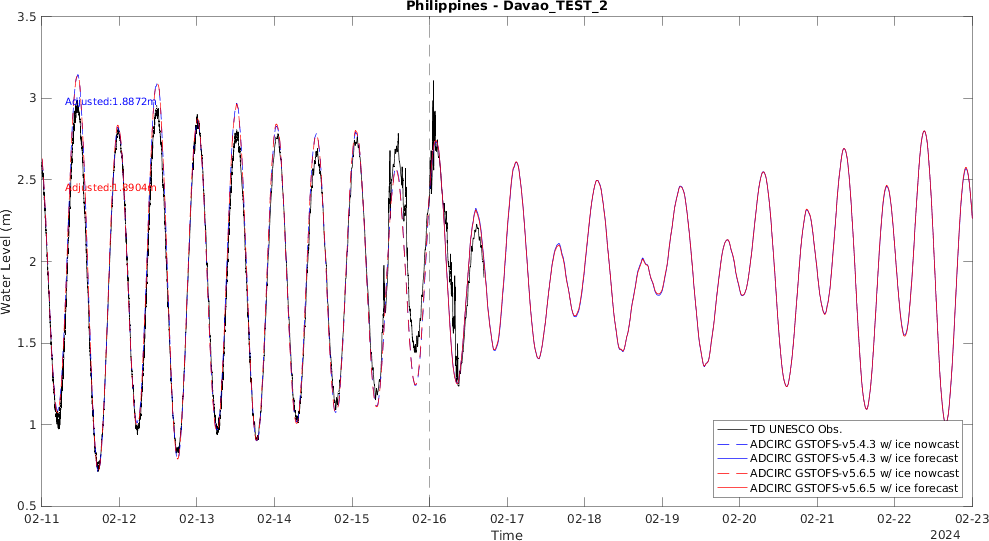 Philippines - Davao_TEST_2
3.5
3
2.5
2
1.5
1
0.5
Water Level (m)
Adjusted:1.8872m
Adjusted:1.8904m
TD UNESCO Obs.
ADCIRC GSTOFS-v5.4.3 w/ ice nowcast
ADCIRC GSTOFS-v5.4.3 w/ ice forecast
ADCIRC GSTOFS-v5.6.5 w/ ice nowcast
ADCIRC GSTOFS-v5.6.5 w/ ice forecast
02-11 02-12 02-13 02-14 02-15 02-16 02-17 02-18 02-19 02-20 02-21 02-22 02-23
Time
2024